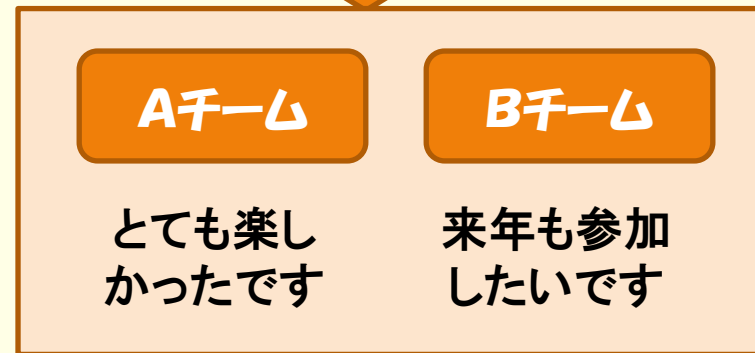 Aチーム
とても楽し
かったです
Bチーム
来年も参加
したいです